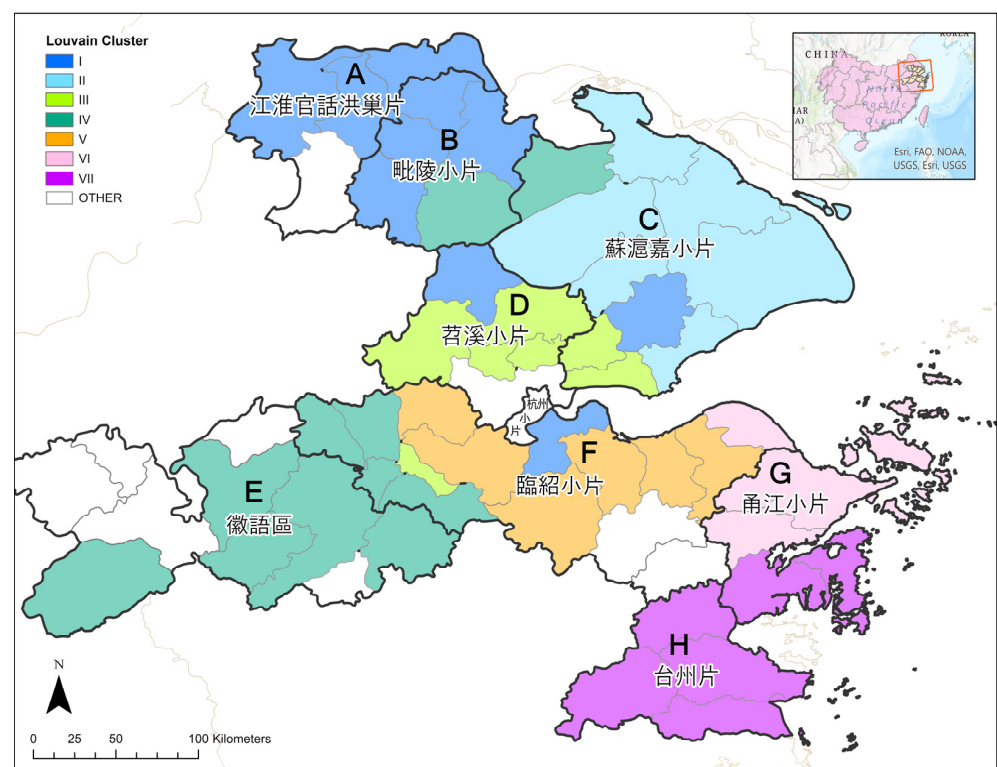 Louvain Cluster
I
II
III
IV
V
VI
VII
OTHER
A
江淮官話洪巢片
B
毗陵小片
C
蘇滬嘉小片
D
苕溪小片
杭州
小
片
E
徽語區
F
臨紹小片
G
甬江小片
H
台州片
KOREA
CHINA
North
Pacific
Ocean
Esri, FAO, NOAA,
USGS, Esri, USGS
N
0 25 50 100 Kilometers